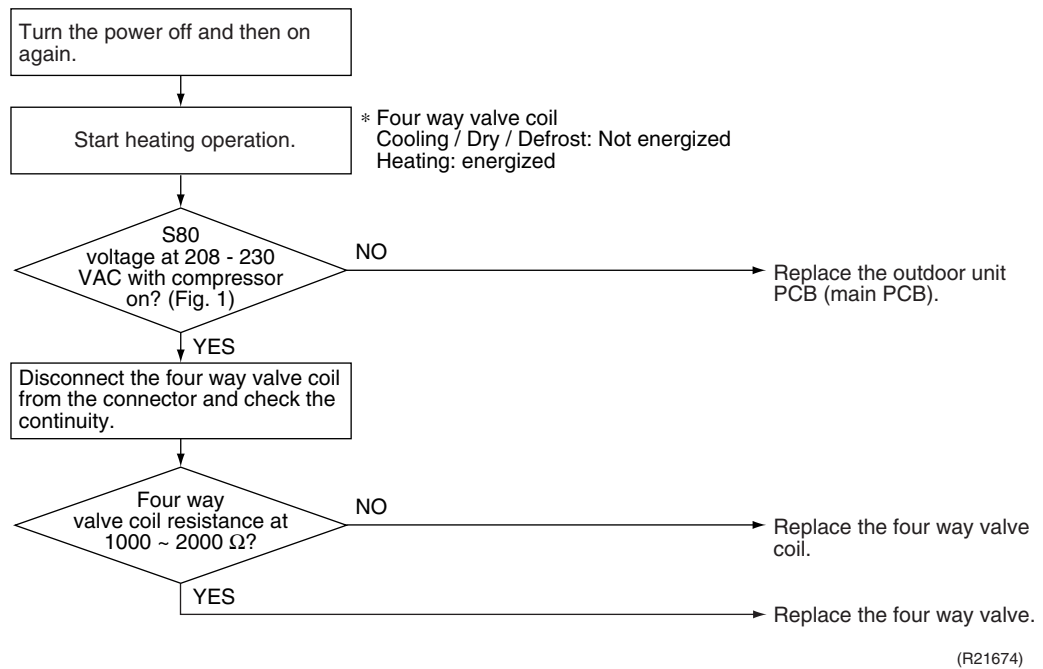 Turn the power off and then on
again.
Start heating operation.
* Four way valve coil
Cooling / Dry / Defrost: Not energized
Heating: energized
S80
voltage at 208 - 230
VAC with compressor
on? (Fig. 1)
NO
Replace the outdoor unit
PCB (main PCB).
YES
Disconnect the four way valve coil
from the connector and check the
continuity.
Four way
valve coil resistance at
1000 ~ 2000 Ω?
NO
Replace the four way valve
coil.
YES
Replace the four way valve.
(R21674)